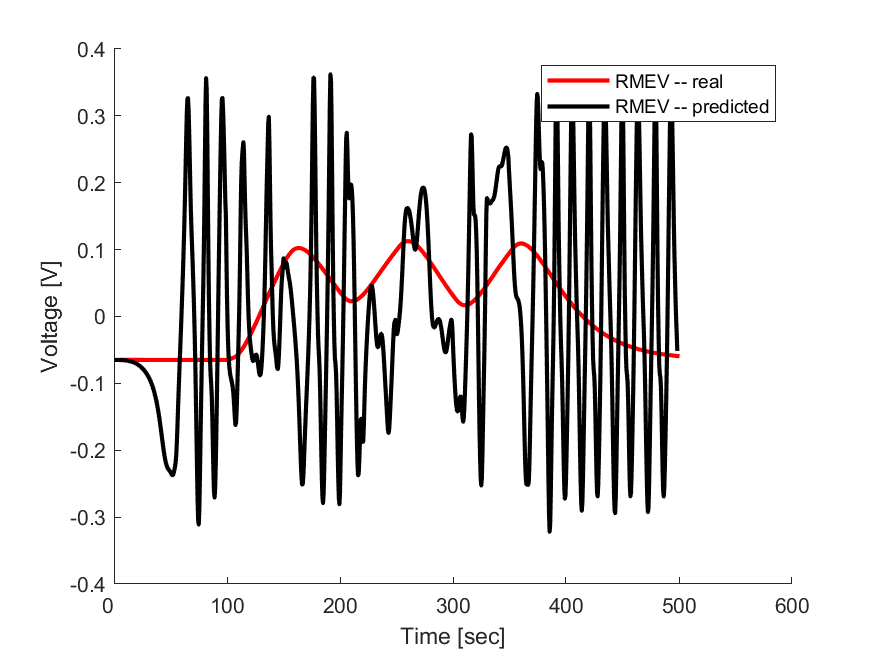 0.4
0.3
0.2
0.1
0
-0.1
-0.2
-0.3
-0.4
Voltage [V]
RMEV -- real
RMEV -- predicted
0 100 200 300 400 500 600
Time [sec]